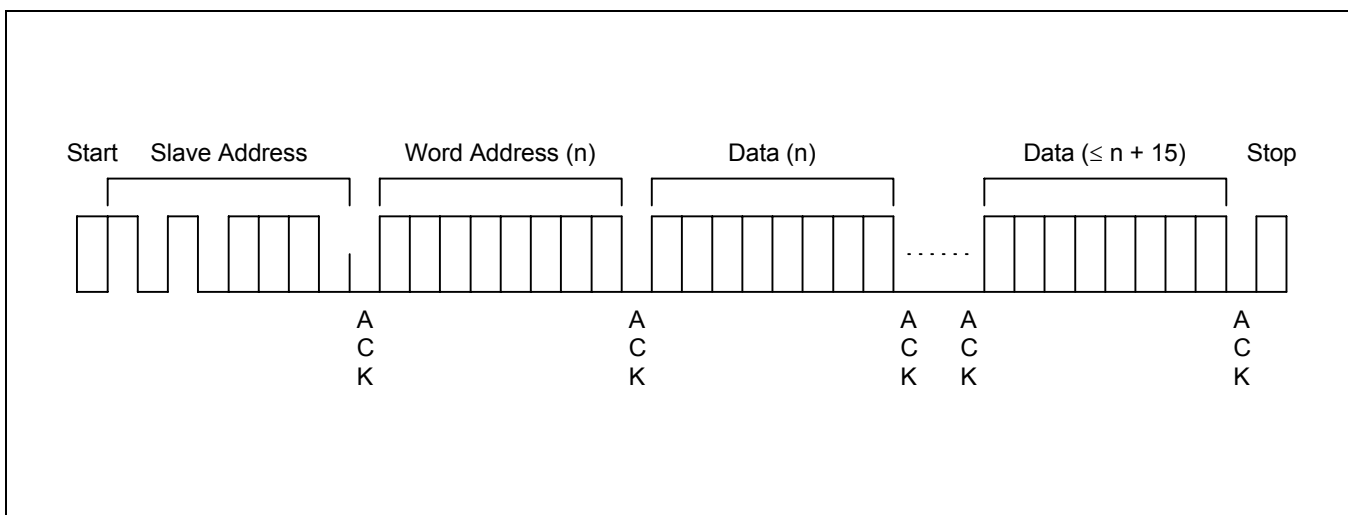 Start Slave Address Word Address (n) Data (n) Data (≤ n + 15) Stop
......
A A A A A
C C C C C
K K K K K